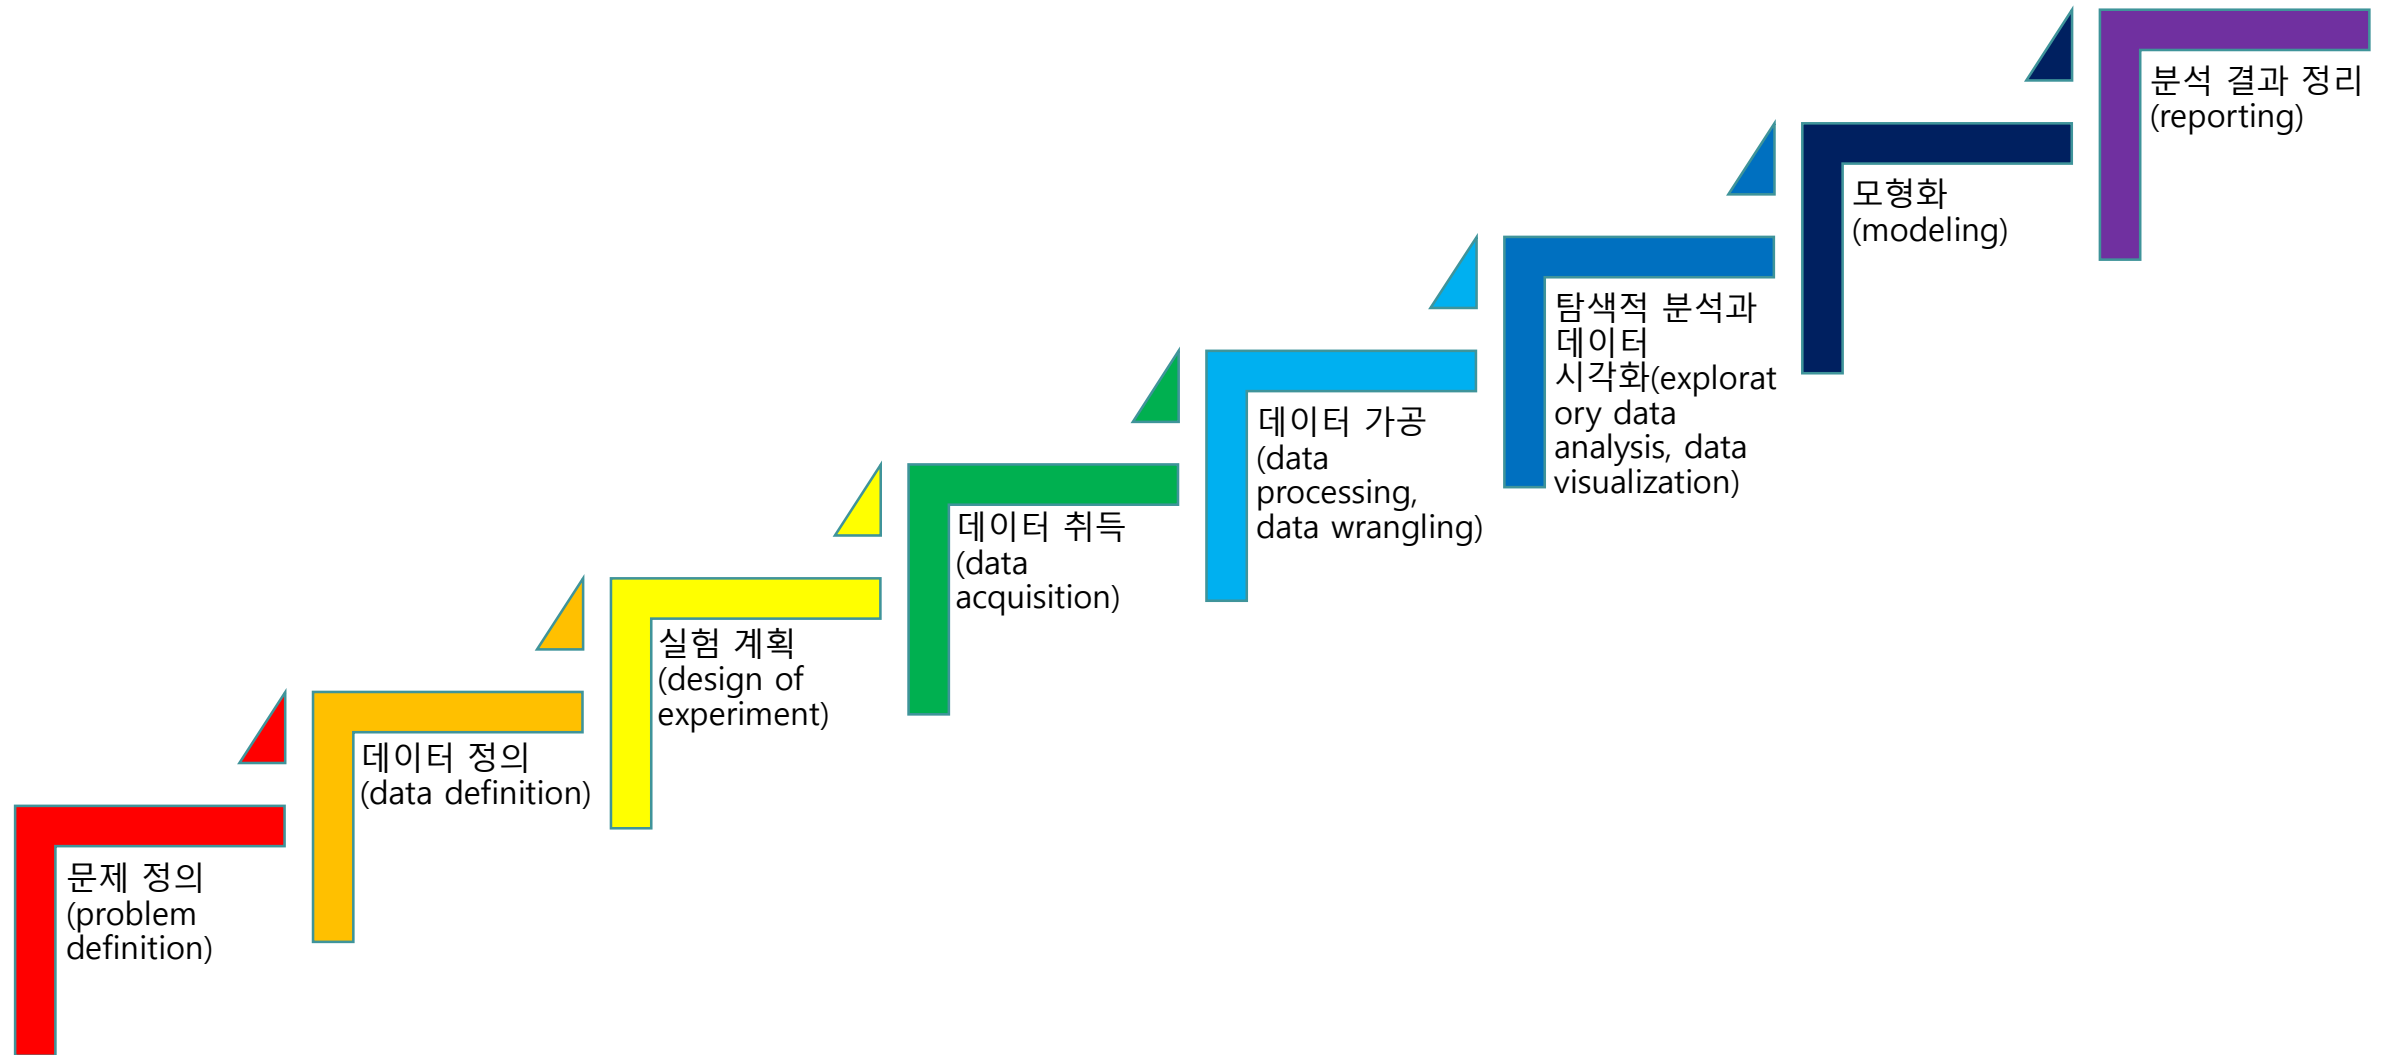 문제 정의
(problem
definition)
데이터 정의
(data definition)
실험 계획
(design of
experiment)
데이터 취득
(data
acquisition)
데이터 가공
(data
processing,
data wrangling)
탐색적 분석과
데이터
시각화(explorat
ory data
analysis, data
visualization)
모형화
(modeling)
분석 결과 정리
(reporting)